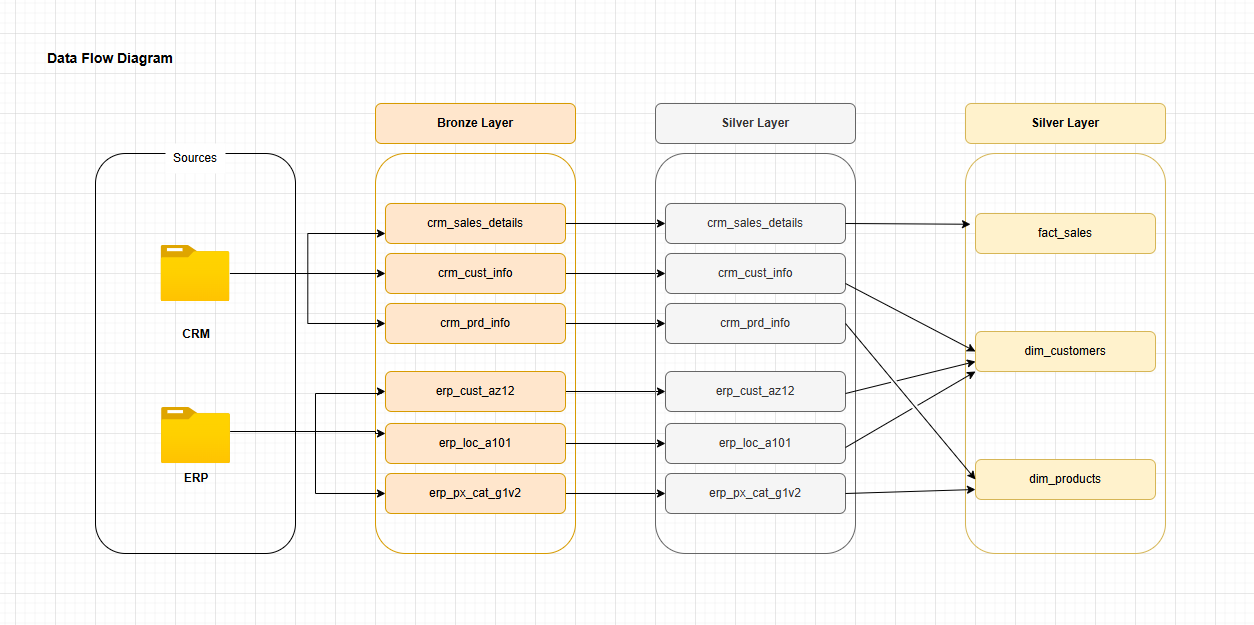 Data Flow Diagram
Bronze Layer
Silver Layer
Silver Layer
Sources
CRM
ERP
crm_sales_details
crm_cust_info
crm_prd_info
erp_cust_az12
erp_loc_a101
erp_px_cat_g1v2
crm_sales_details
crm_cust_info
crm_prd_info
erp_cust_az12
erp_loc_a101
erp_px_cat_g1v2
fact_sales
dim_customers
dim_products